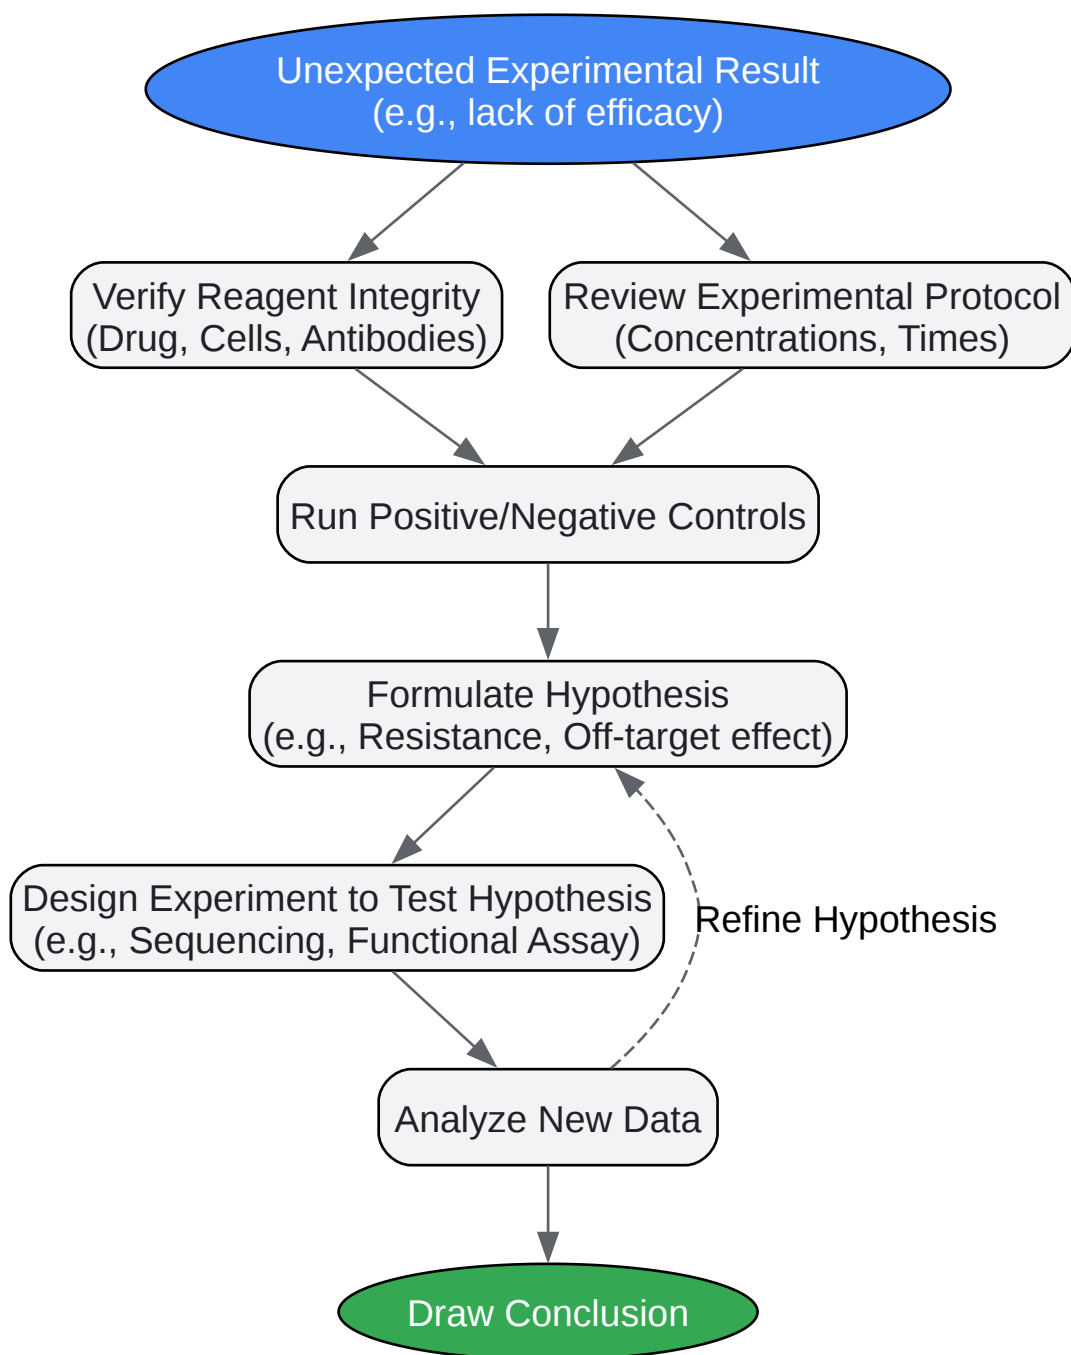 Unexpected Experimental Result
(e.g., lack of efficacy)
Verify Reagent Integrity
(Drug, Cells, Antibodies)
Review Experimental Protocol
(Concentrations, Times)
Run Positive/Negative Controls
Formulate Hypothesis
(e.g., Resistance, Off-target effect)
Design Experiment to Test Hypothesis
(e.g., Sequencing, Functional Assay)
Refine Hypothesis
Analyze New Data
Draw Conclusion